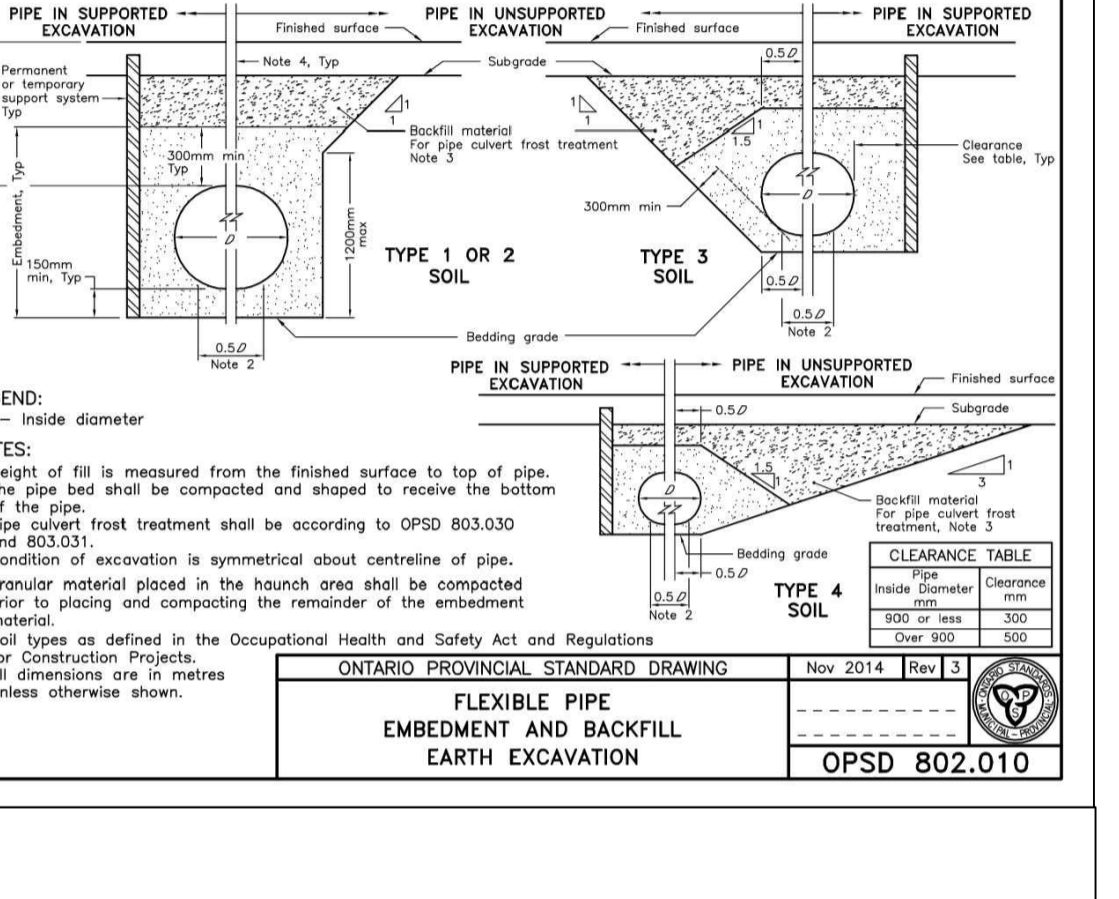 PIPE IN SUPPORTED
EXCAVATION
PIPE IN UNSUPPORTED
EXCAVATION
PIPE IN SUPPORTED
EXCAVATION
Finished surface
Finished surface
Permanent
or temporary
support system
Typ
Note 4, Typ
Subgrade
0.5D
1
1
1
1
1
1.5
Backfill material
For pipe culvert frost treatment
Note 3
Clearance
See table, Typ
300mm min
Typ
300mm min
Embedment, Typ
D
D
1200mm
max
150mm
min, Typ
TYPE 1 OR 2
SOIL
TYPE 3
SOIL
0.5D
0.5D
Note 2
0.5D
Note 2
Bedding grade
PIPE IN SUPPORTED
EXCAVATION
PIPE IN UNSUPPORTED
EXCAVATION
Finished surface
Subgrade
0.5D
1.5
1
1
3
D
Backfill material
For pipe culvert frost
treatment, Note 3
Bedding grade
0.5D
0.5D
Note 2
TYPE 4
SOIL
CLEARANCE TABLE
Pipe
Inside Diameter
mm
Clearance
mm
900 or less 300
Over 900 500
END:
– Inside diameter
TES:
eight of fill is measured from the finished surface to top of pipe.
he pipe bed shall be compacted and shaped to receive the bottom
f the pipe.
ipe culvert frost treatment shall be according to OPSD 803.030
nd 803.031.
ondition of excavation is symmetrical about centreline of pipe.
ranular material placed in the haunch area shall be compacted
rior to placing and compacting the remainder of the embedment
material.
oil types as defined in the Occupational Health and Safety Act and Regulations
or Construction Projects.
ll dimensions are in metres
nless otherwise shown.
ONTARIO PROVINCIAL STANDARD DRAWING
Nov 2014 Rev 3
FLEXIBLE PIPE
EMBEDMENT AND BACKFILL
EARTH EXCAVATION
ONTARIO STANDARDS
MUNICIPAL – PROVINCIAL
O P S
OPSD 802.010